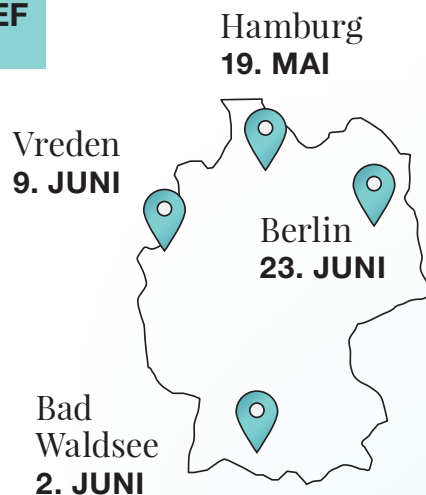 EF
Hamburg
19. MAI
Vreden
9. JUNI
Berlin
23. JUNI
Bad
Waldsee
2. JUNI